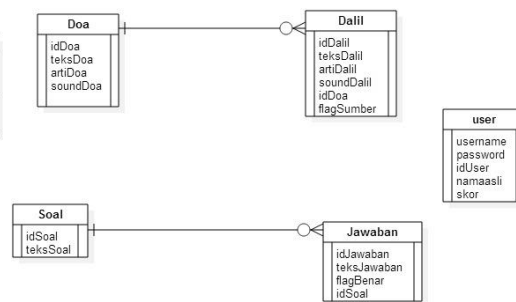 Doa
idDoa
teksDoa
artiDoa
soundDoa
Dalil
idDalil
teksDalil
artiDalil
soundDalil
idDoa
flagSumber
user
username
password
idUser
namaasli
skor
Soal
idSoal
teksSoal
Jawaban
idJawaban
teksJawaban
flagBenar
idSoal